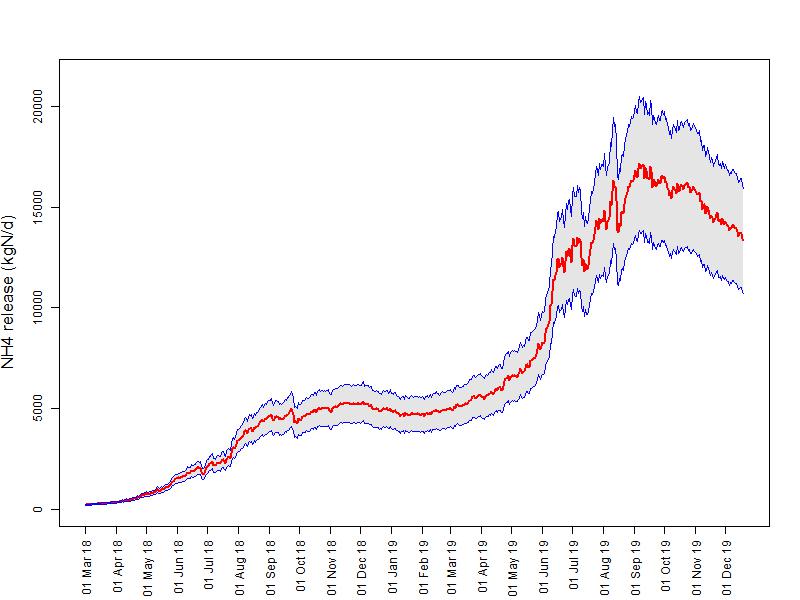 NH4 release (kgN/d)
20000
15000
10000
5000
0
01 Mar 18
01 Apr 18
01 May 18
01 Jun 18
01 Jul 18
01 Aug 18
01 Sep 18
01 Oct 18
01 Nov 18
01 Dec 18
01 Jan 19
01 Feb 19
01 Mar 19
01 Apr 19
01 May 19
01 Jun 19
01 Jul 19
01 Aug 19
01 Sep 19
01 Oct 19
01 Nov 19
01 Dec 19